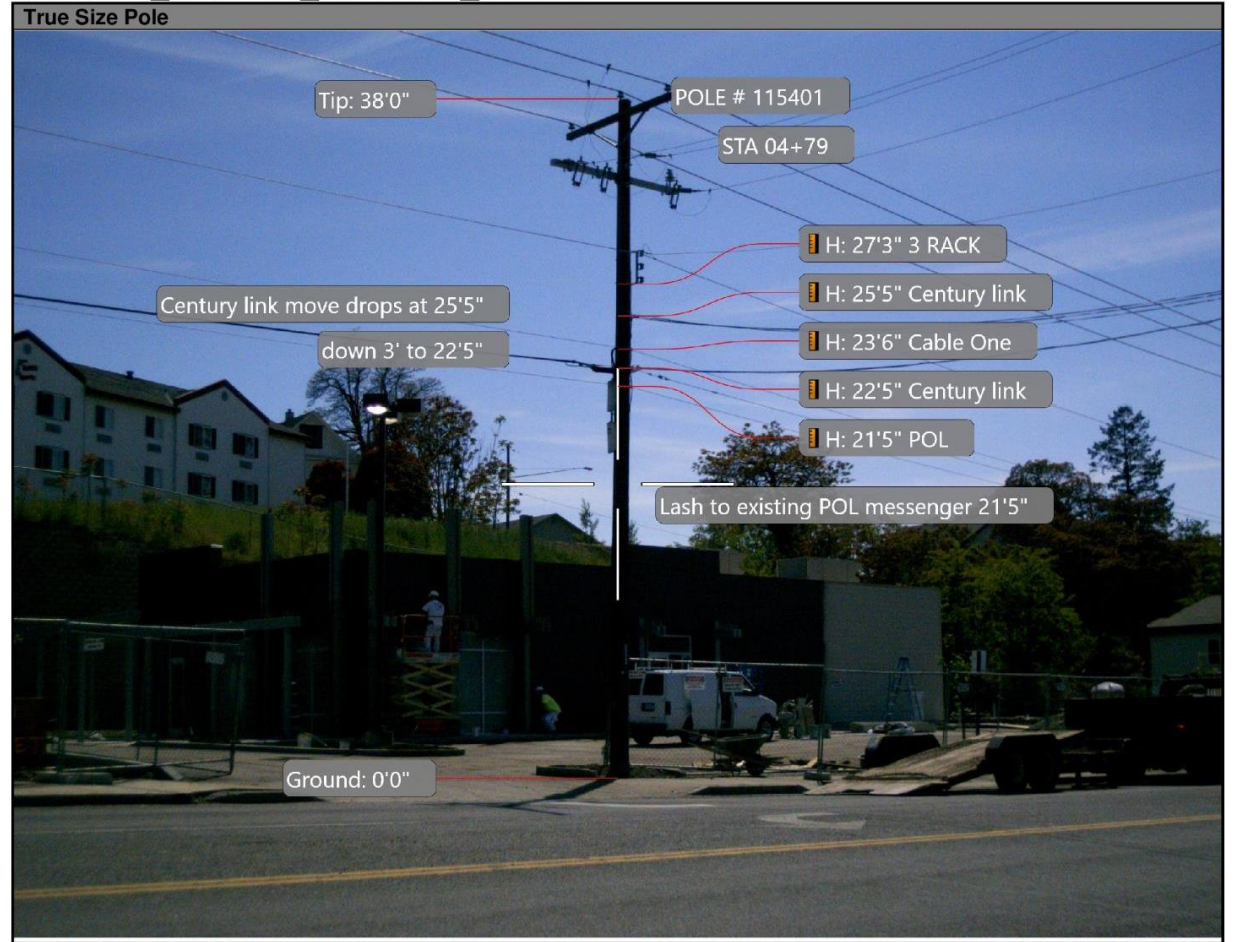 True Size Pole
Tip: 38'0"
POLE # 115401
STA 04+79
H: 27'3" 3 RACK
Century link move drops at 25'5"
H: 25'5" Century link
down 3' to 22'5"
H: 23'6" Cable One
H: 22'5" Century link
H: 21'5" POL
Lash to existing POL messenger 21'5"
Ground: 0'0"